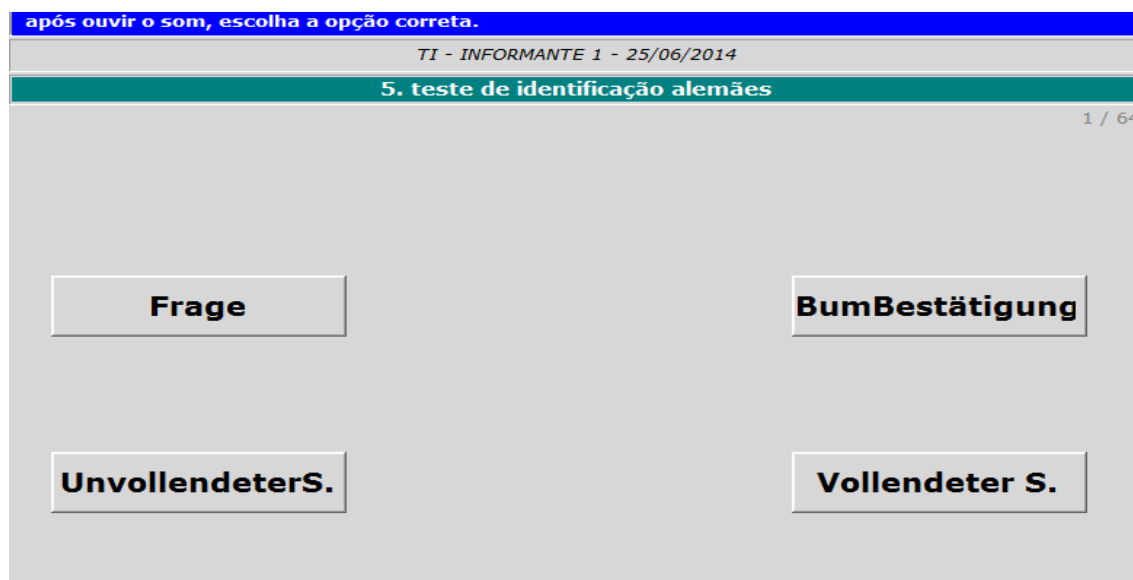 após ouvir o som, escolha a opção correta.
TI - INFORMANTE 1 - 25/06/2014
5. teste de identificação alemães
1 / 64
Frage
BumBestätigung
UnvollendeterS.
Vollendeter S.